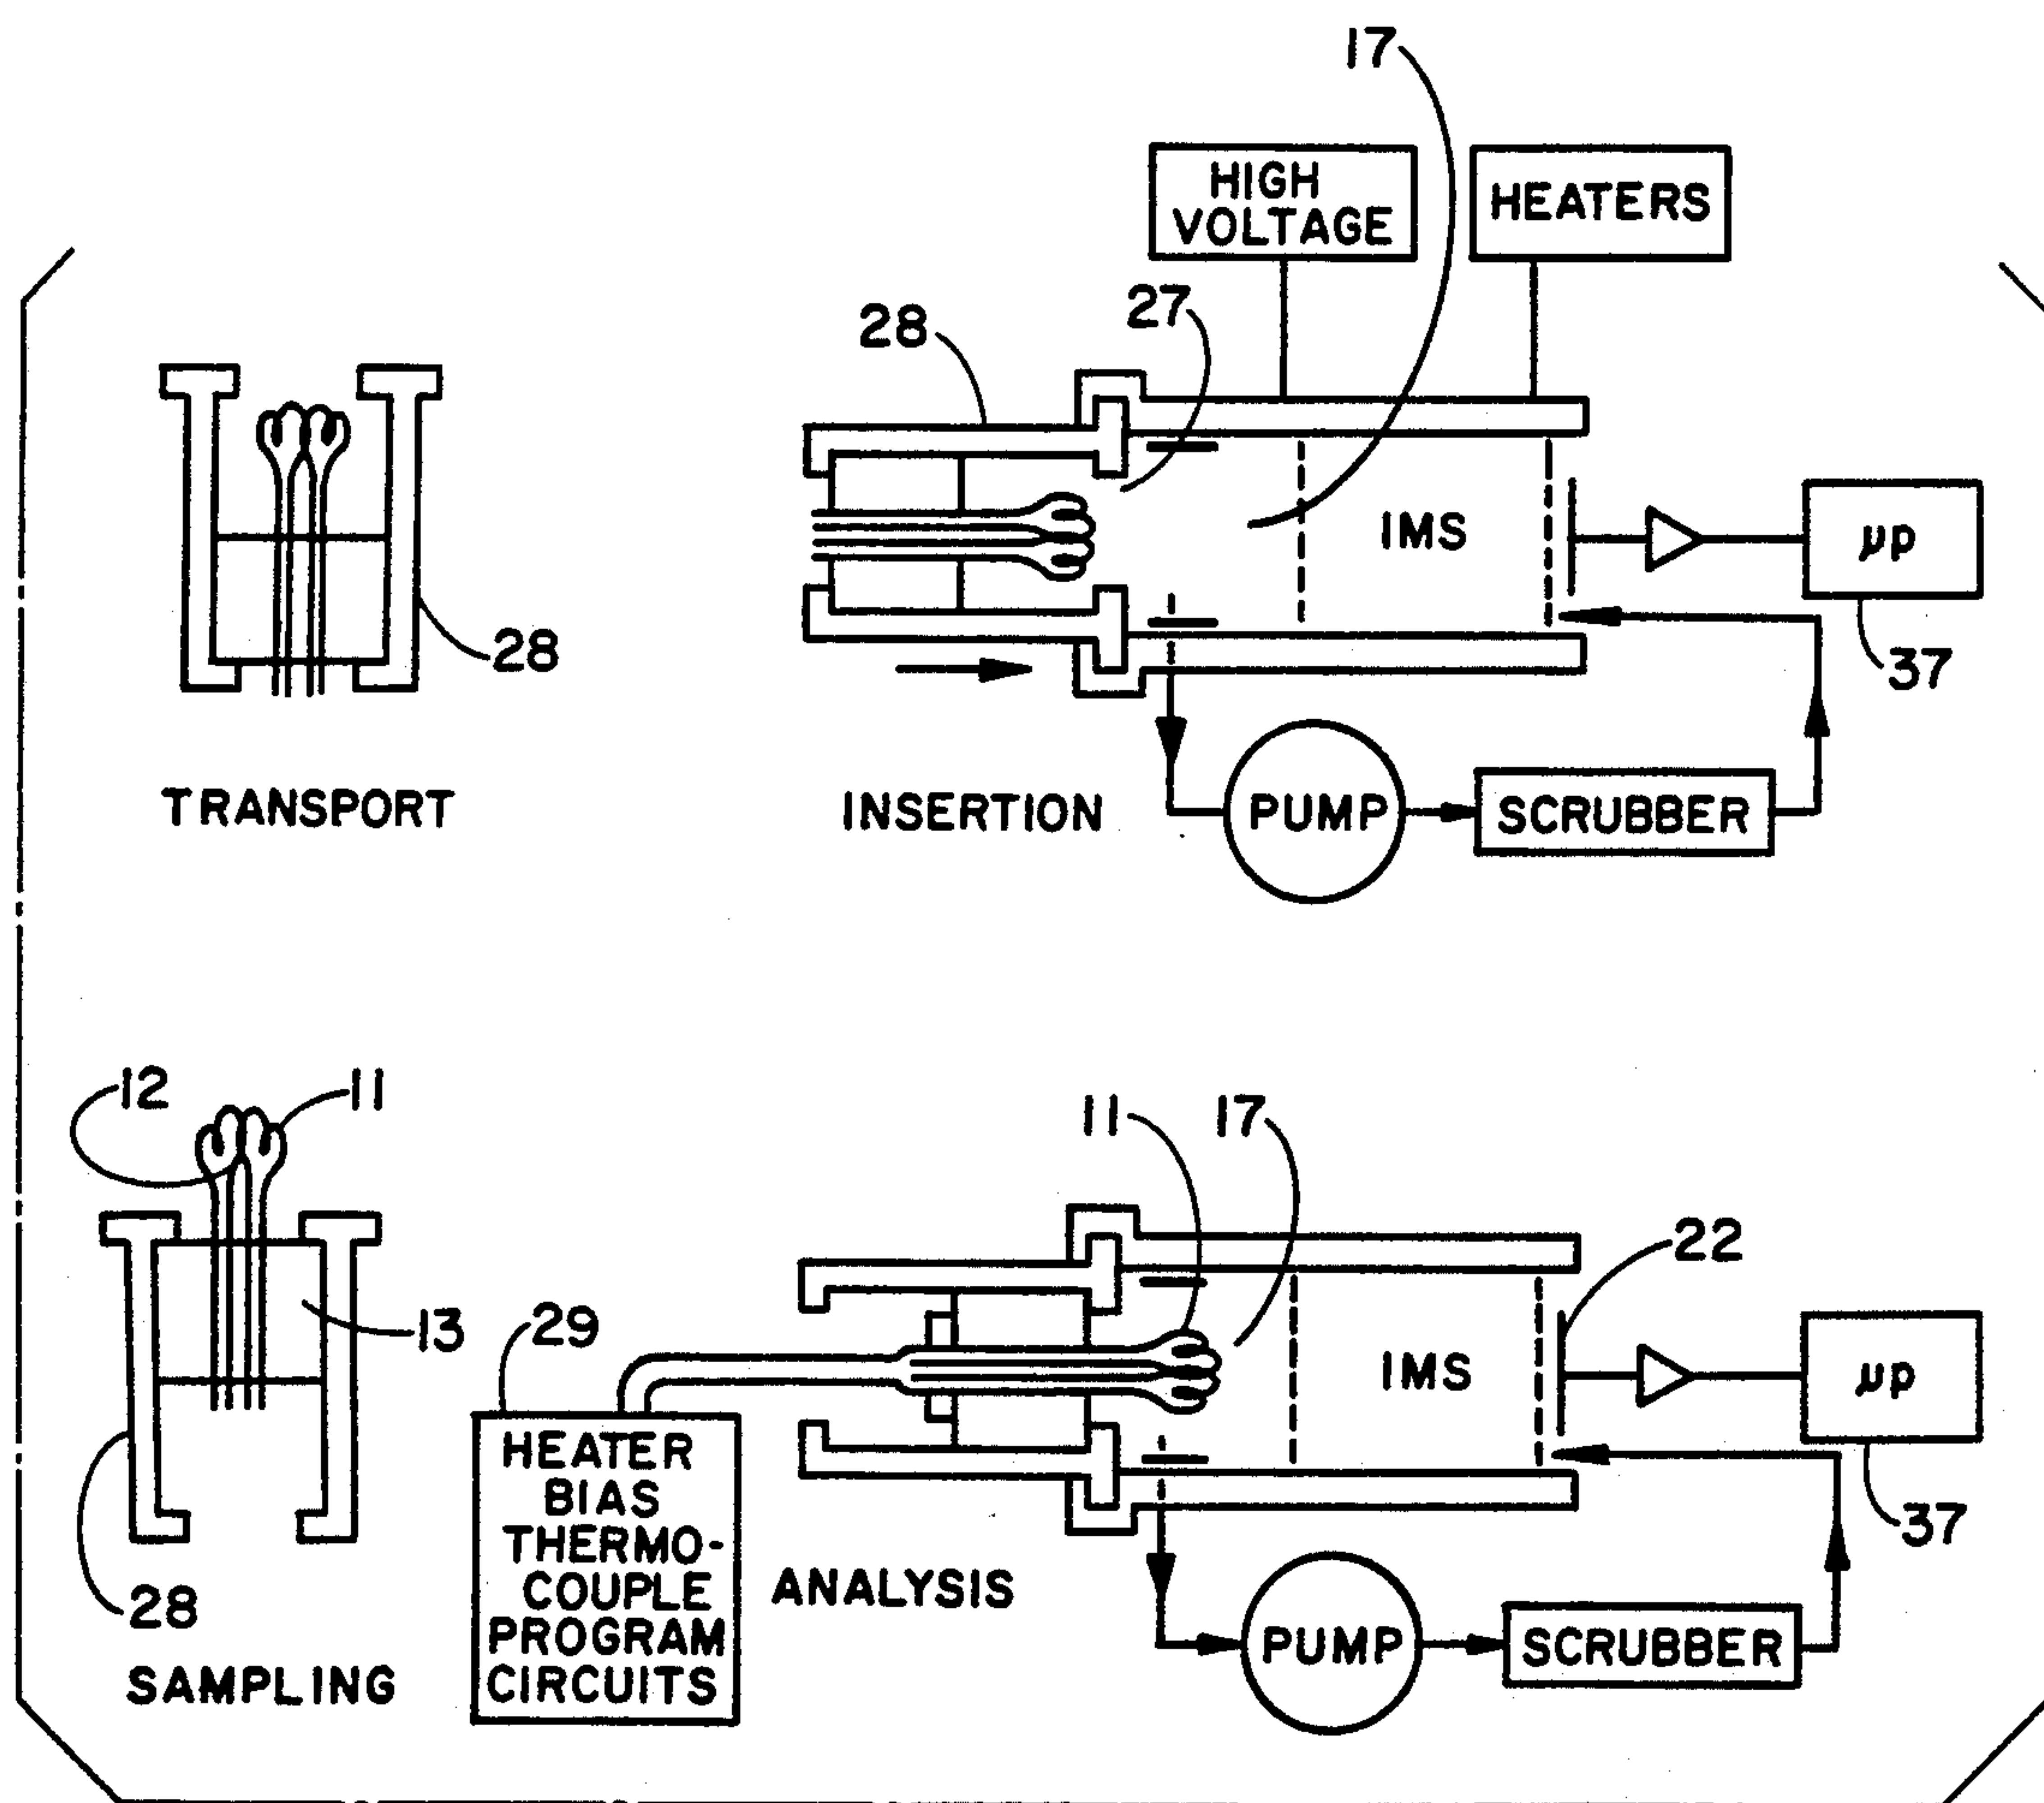 17
HIGH
VOLTAGE
HEATERS
28
27
IMS
µp
28
37
TRANSPORT
INSERTION
PUMP
SCRUBBER
12
11
11
17
22
13
29
IMS
µp
HEATER
BIAS
THERMO-
COUPLE
PROGRAM
CIRCUITS
37
28
ANALYSIS
PUMP
SCRUBBER
SAMPLING